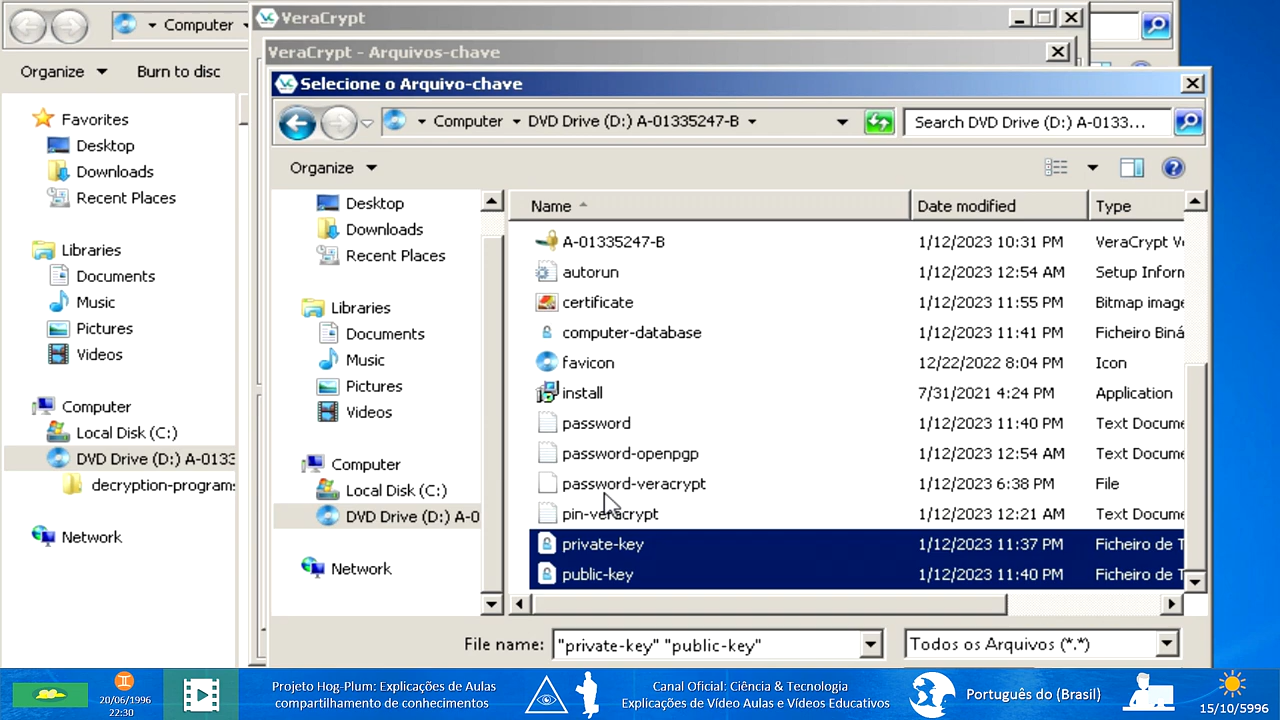 VeraCrypt
Computer
VeraCrypt - Arquivos-chave
Organize
Burn to disc
Selecione o Arquivo-chave
Favorites
Desktop
Downloads
Recent Places
Libraries
Documents
Music
Pictures
Videos
Computer
Local Disk (C:)
DVD Drive (D:) A-0133
decryption-programs
Network
Computer
DVD Drive (D:) A-01335247-B
Search DVD Drive (D:) A-0133...
Organize
Desktop
Downloads
Recent Places
Libraries
Documents
Music
Pictures
Videos
Computer
Local Disk (C:)
DVD Drive (D:) A-0
Network
Name Date modified Type
A-01335247-B 1/12/2023 10:31 PM VeraCrypt V
autorun 1/12/2023 12:54 AM Setup Inform
certificate 1/12/2023 11:55 PM Bitmap image
computer-database 1/12/2023 11:41 PM Ficheiro Biná
favicon 12/22/2022 8:04 PM Icon
install 7/31/2021 4:24 PM Application
password 1/12/2023 11:40 PM Text Docume
password-openpgp 1/12/2023 12:54 AM Text Docume
password-veracrypt 1/12/2023 6:38 PM File
pin-veracrypt 1/12/2023 12:21 AM Text Docume
private-key 1/12/2023 11:37 PM Ficheiro de T
public-key 1/12/2023 11:40 PM Ficheiro de T
File name: "private-key" "public-key"
Todos os Arquivos (*.*)
20/06/1996
22:30
Projeto Hog-Plum: Explicações de Aulas
compartilhamento de conhecimentos
Canal Oficial: Ciência & Tecnologia
Explicações de Vídeo Aulas e Vídeos Educativos
Português do (Brasil)
15/10/5996